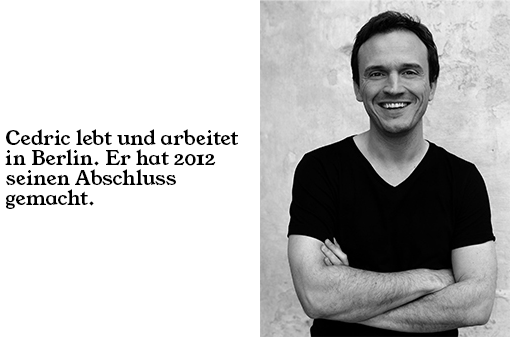 Cedric lebt und arbeitet
in Berlin. Er hat 2012
seinen Abschluss
gemacht.